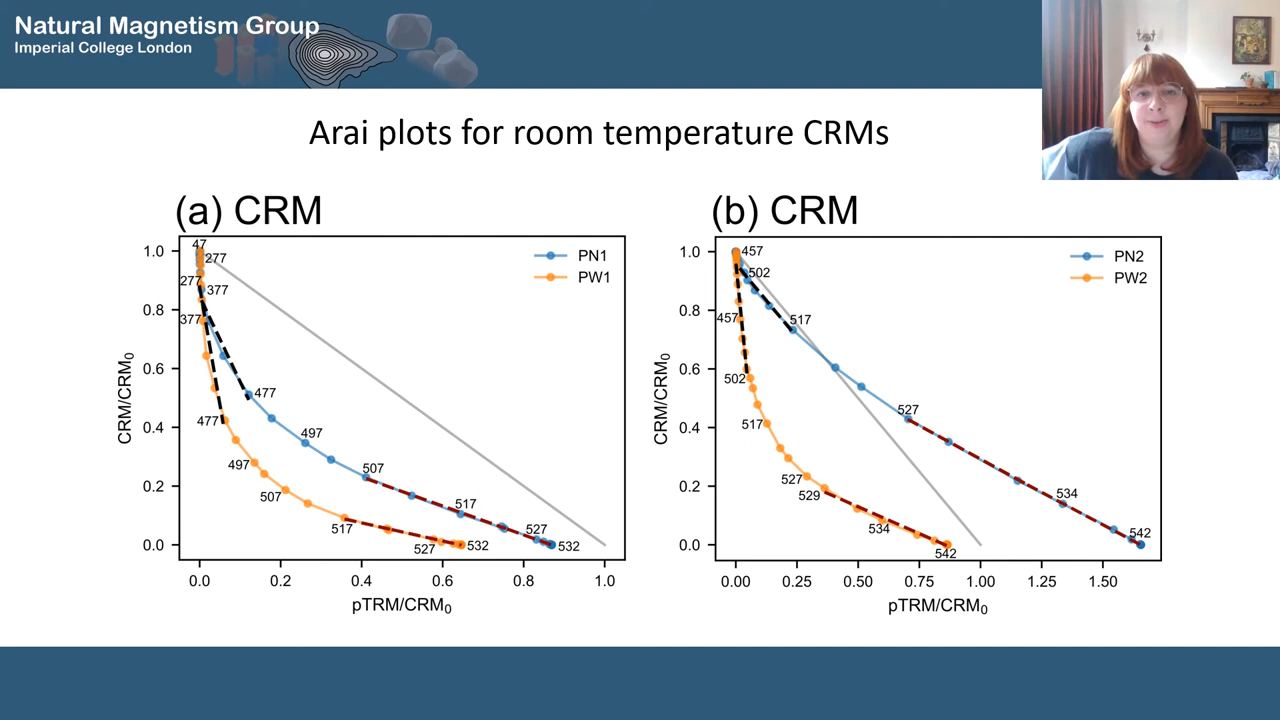 Natural Magnetism Group
Imperial College London
Arai plots for room temperature CRMs
(a) CRM
47
277
277
377
377
477
477
497
497
507
507
517
517
527
527
532
532
PN1
PW1
1.0
0.8
0.6
0.4
0.2
0.0
CRM/CRM₀
0.0 0.2 0.4 0.6 0.8 1.0
pTRM/CRM₀
(b) CRM
457
502
517
457
502
517
527
527
529
534
534
542
542
PN2
PW2
1.0
0.8
0.6
0.4
0.2
0.0
CRM/CRM₀
0.00 0.25 0.50 0.75 1.00 1.25 1.50
pTRM/CRM₀